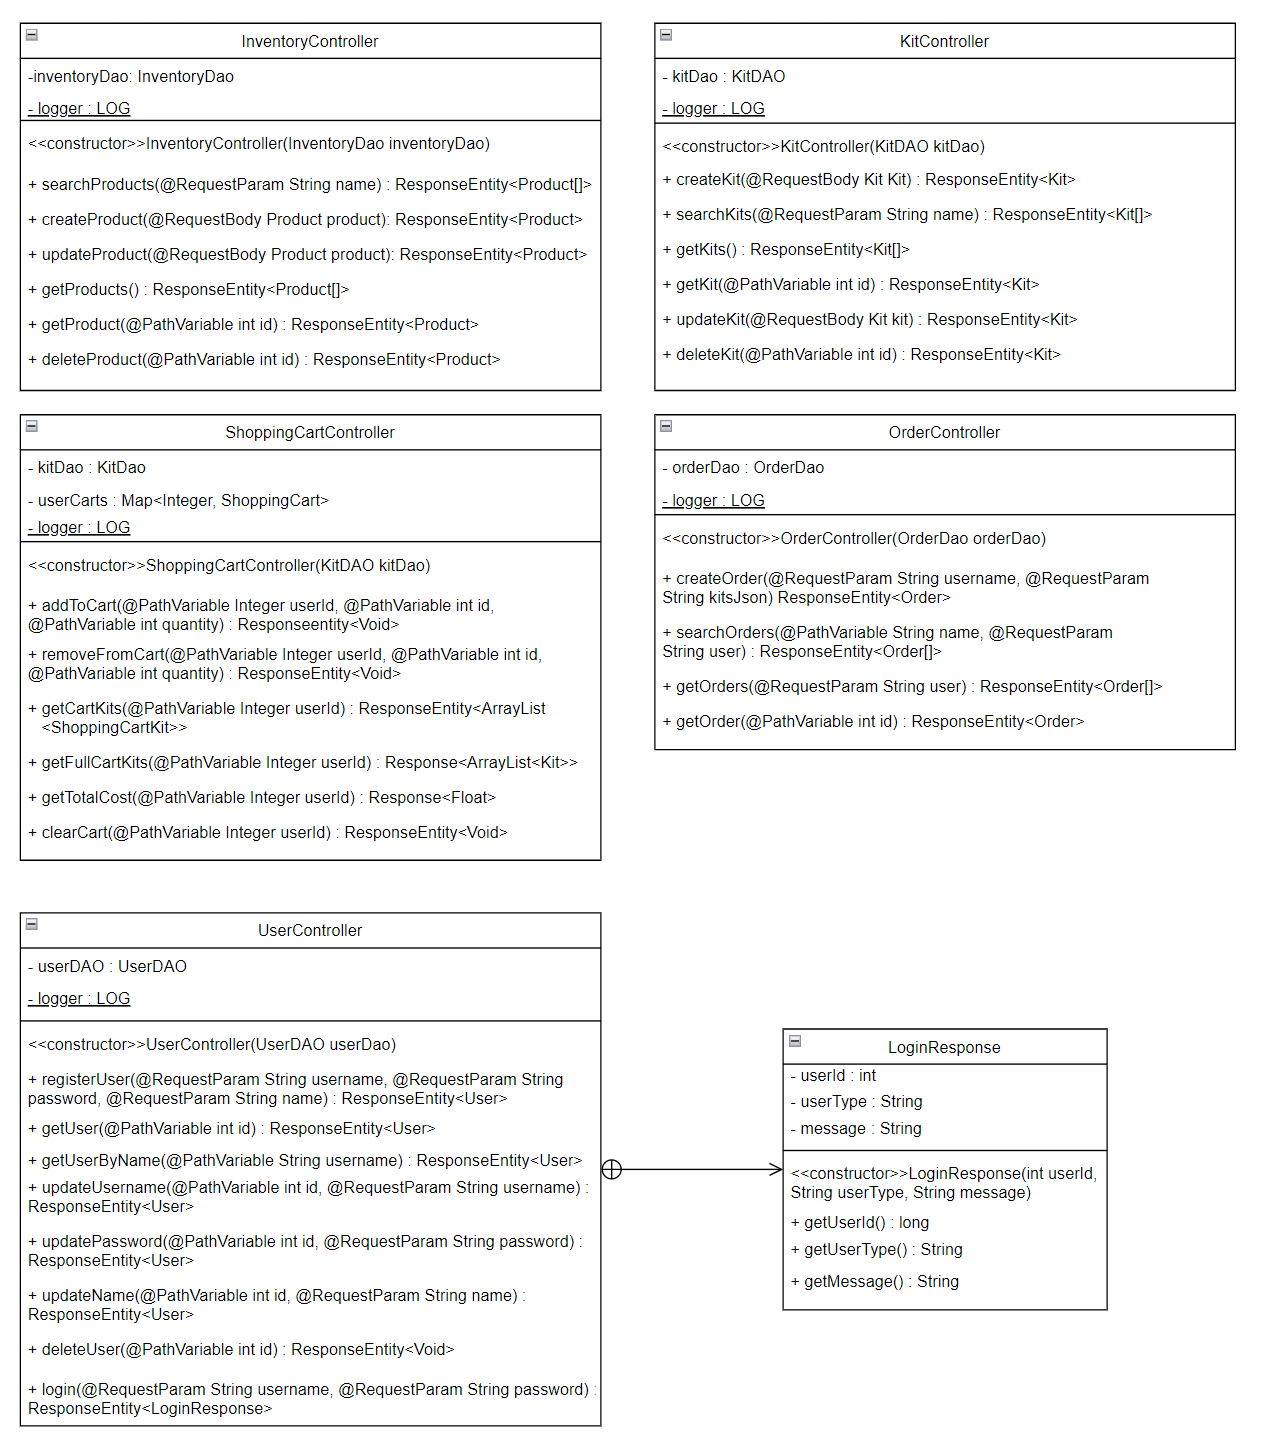 InventoryController
-inventoryDao: InventoryDao
- logger : LOG
<<constructor>>InventoryController(InventoryDao inventoryDao)
+ searchProducts(@RequestParam String name) : ResponseEntity<Product[]>
+ createProduct(@RequestBody Product product): ResponseEntity<Product>
+ updateProduct(@RequestBody Product product): ResponseEntity<Product>
+ getProducts() : ResponseEntity<Product[]>
+ getProduct(@PathVariable int id) : ResponseEntity<Product>
+ deleteProduct(@PathVariable int id) : ResponseEntity<Product>
KitController
- kitDao : KitDAO
- logger : LOG
<<constructor>>KitController(KitDAO kitDao)
+ createKit(@RequestBody Kit Kit) : ResponseEntity<Kit>
+ searchKits(@RequestParam String name) : ResponseEntity<Kit[]>
+ getKits() : ResponseEntity<Kit[]>
+ getKit(@PathVariable int id) : ResponseEntity<Kit>
+ updateKit(@RequestBody Kit kit) : ResponseEntity<Kit>
+ deleteKit(@PathVariable int id) : ResponseEntity<Kit>
ShoppingCartController
- kitDao : KitDao
- userCarts : Map<Integer, ShoppingCart>
- logger : LOG
<<constructor>>ShoppingCartController(KitDAO kitDao)
+ addToCart(@PathVariable Integer userId, @PathVariable int id,
@PathVariable int quantity) : Responseentity<Void>
+ removeFromCart(@PathVariable Integer userId, @PathVariable int id,
@PathVariable int quantity) : ResponseEntity<Void>
+ getCartKits(@PathVariable Integer userId) : ResponseEntity<ArrayList
<ShoppingCartKit>>
+ getFullCartKits(@PathVariable Integer userId) : Response<ArrayList<Kit>>
+ getTotalCost(@PathVariable Integer userId) : Response<Float>
+ clearCart(@PathVariable Integer userId) : ResponseEntity<Void>
OrderController
- orderDao : OrderDao
- logger : LOG
<<constructor>>OrderController(OrderDao orderDao)
+ createOrder(@RequestParam String username, @RequestParam
String kitsJson) ResponseEntity<Order>
+ searchOrders(@PathVariable String name, @RequestParam
String user) : ResponseEntity<Order[]>
+ getOrders(@RequestParam String user) : ResponseEntity<Order[]>
+ getOrder(@PathVariable int id) : ResponseEntity<Order>
UserController
- userDAO : UserDAO
- logger : LOG
<<constructor>>UserController(UserDAO userDao)
+ registerUser(@RequestParam String username, @RequestParam String
password, @RequestParam String name) : ResponseEntity<User>
+ getUser(@PathVariable int id) : ResponseEntity<User>
+ getUserByName(@PathVariable String username) : ResponseEntity<User>
+ updateUsername(@PathVariable int id, @RequestParam String username) :
ResponseEntity<User>
+ updatePassword(@PathVariable int id, @RequestParam String password) :
ResponseEntity<User>
+ updateName(@PathVariable int id, @RequestParam String name) :
ResponseEntity<User>
+ deleteUser(@PathVariable int id) : ResponseEntity<Void>
+ login(@RequestParam String username, @RequestParam String password) :
ResponseEntity<LoginResponse>
LoginResponse
- userId : int
- userType : String
- message : String
<<constructor>>LoginResponse(int userId,
String userType, String message)
+ getUserId() : long
+ getUserType() : String
+ getMessage() : String